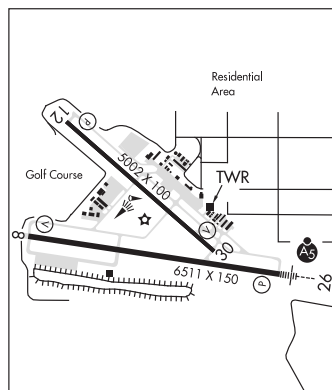 Residential
Area
12
P
5002 X 100
TWR
Golf Course
V
V
8
30
A5
6511 X 150
P
26